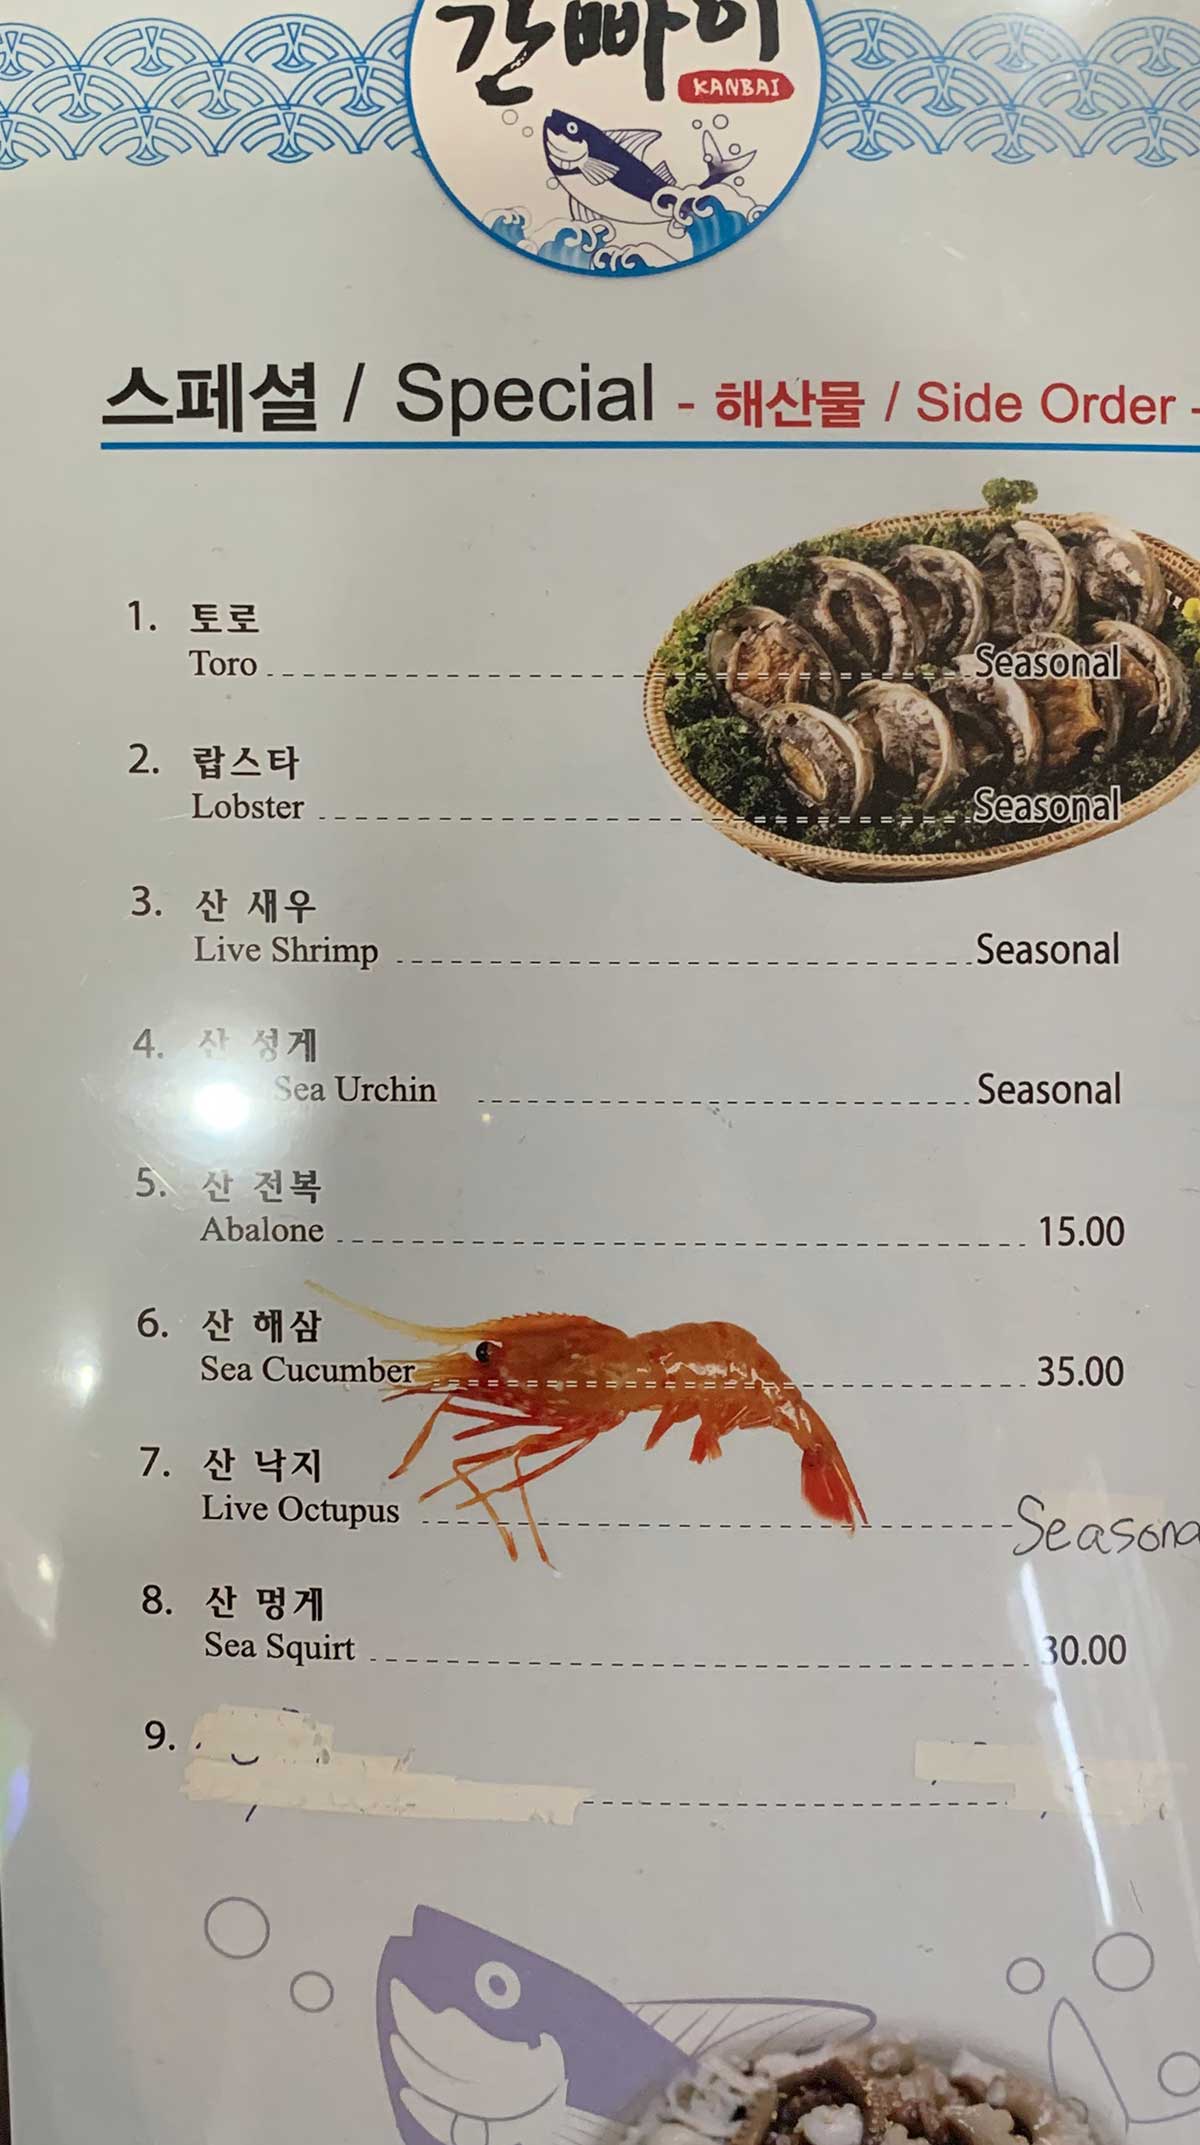 간빠이
KANBAI
스페셜 / Special - 해산물 / Side Order -
1. 토로
Toro Seasonal
2. 랍스타
Lobster Seasonal
3. 산 새우
Live Shrimp Seasonal
4. 산 성게
Sea Urchin Seasonal
5. 산 전복
Abalone 15.00
6. 산 해삼
Sea Cucumber 35.00
7. 산 낙지
Live Octupus Seasona
8. 산 멍게
Sea Squirt 30.00
9.